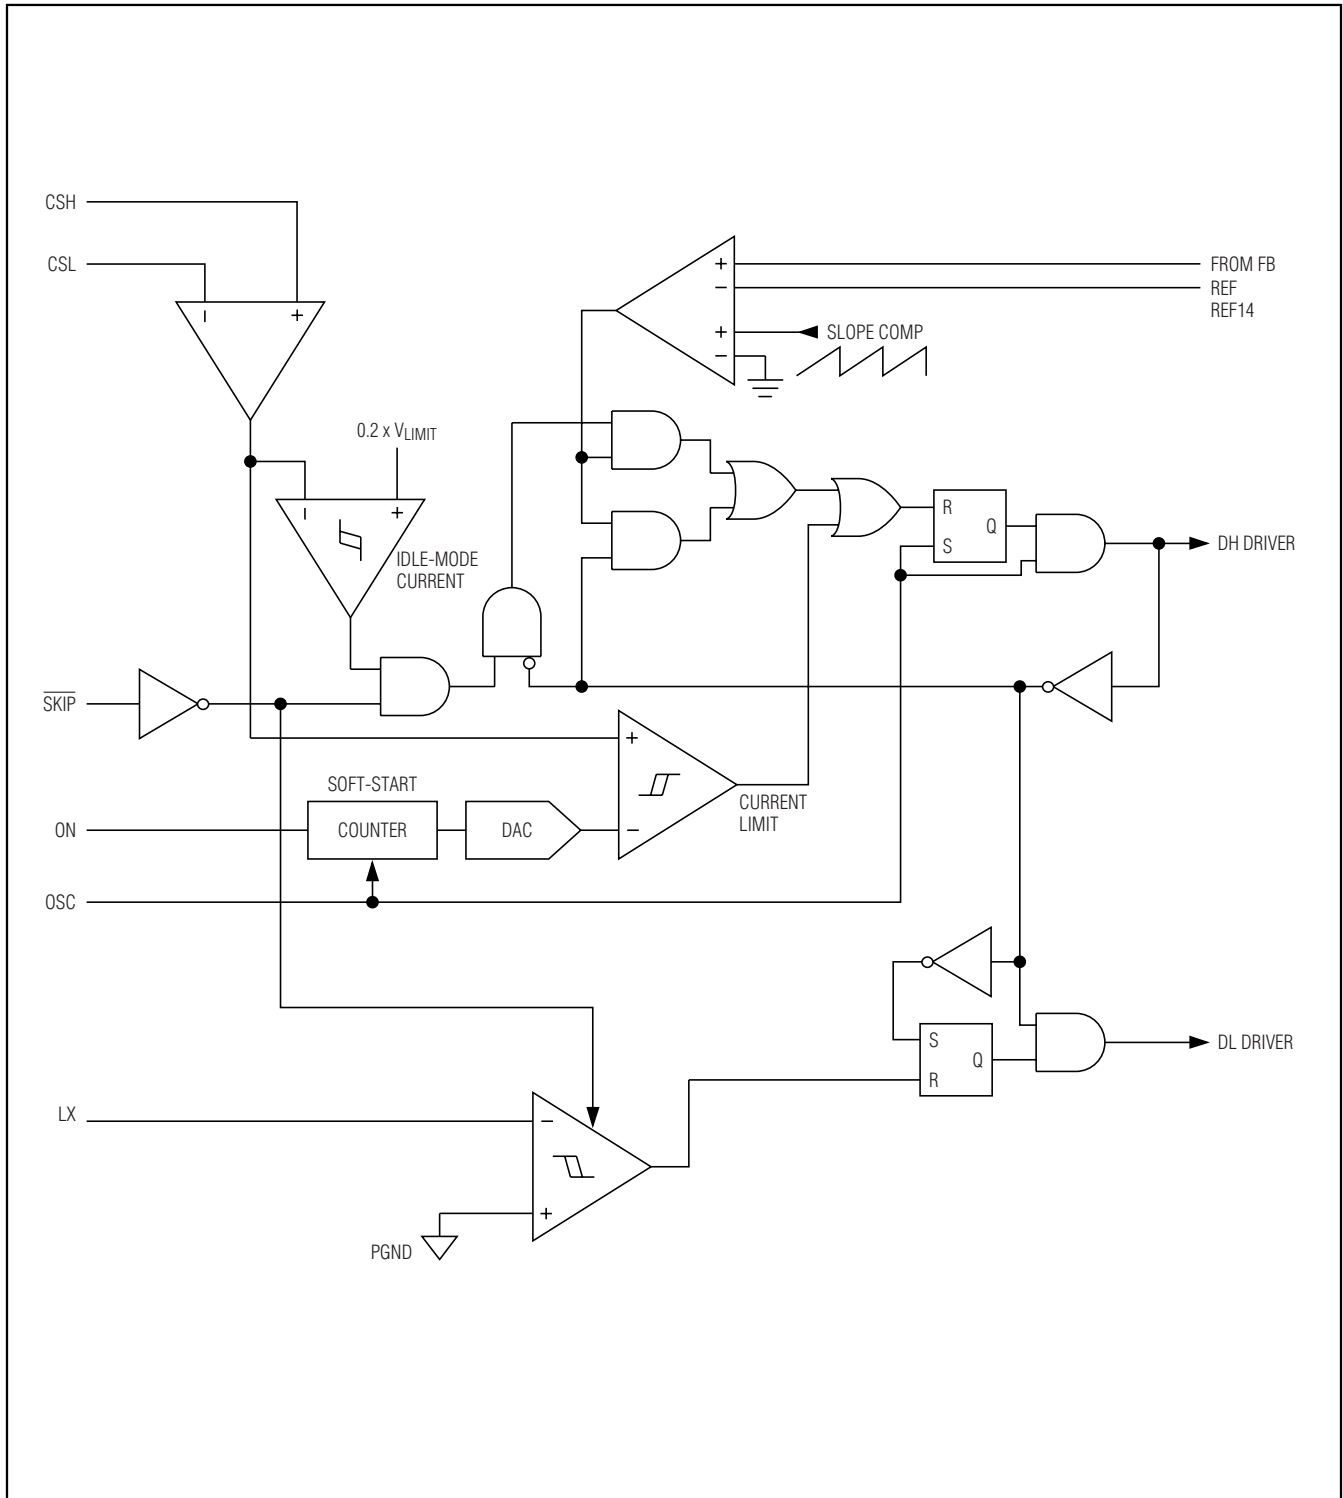 CSH
CSL
FROM FB
REF
REF14
+
−
+
−
SLOPE COMP
−
+
0.2 x VLIMIT
−
+
IDLE-MODE
CURRENT
R
S
Q
DH DRIVER
SKIP
+
−
CURRENT
LIMIT
SOFT-START
COUNTER
DAC
ON
OSC
S
R
Q
DL DRIVER
LX
−
+
PGND